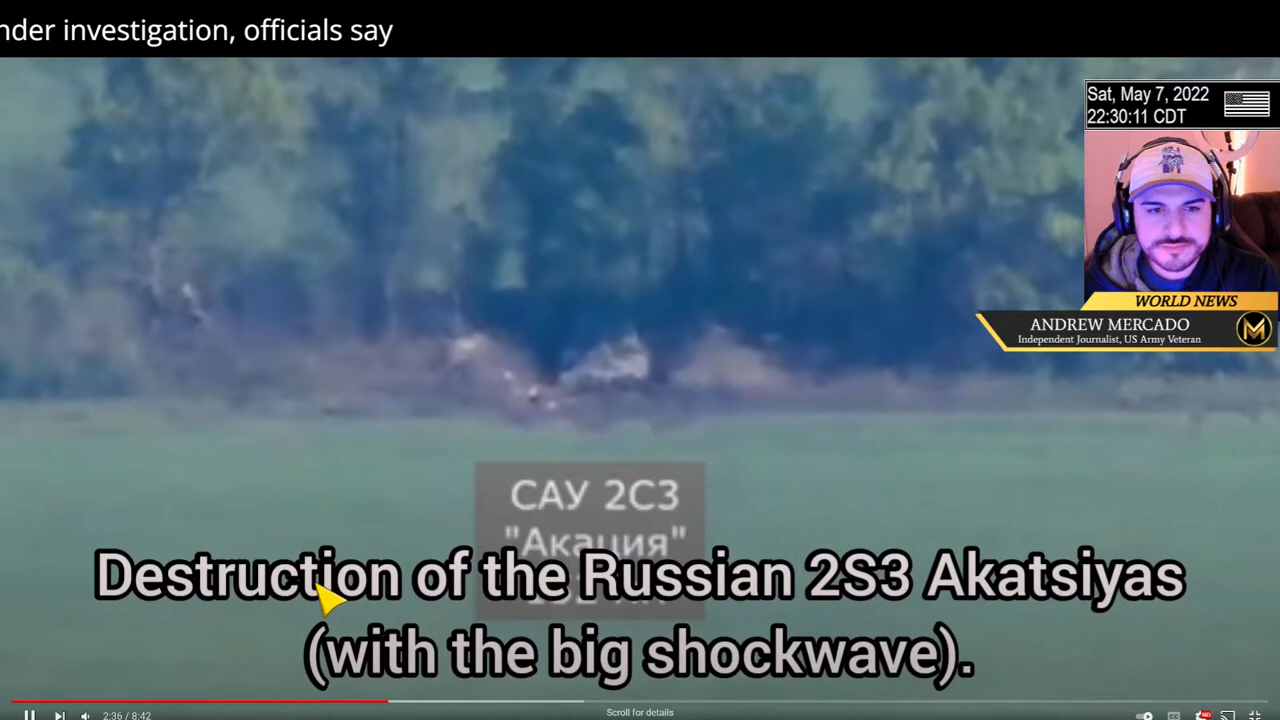 nder investigation, officials say
Sat, May 7, 2022
22:30:11 CDT
WORLD NEWS
ANDREW MERCADO
Independent Journalist, US Army Veteran
САУ 2С3
"Акация"
Destruction of the Russian 2S3 Akatsiyas
(with the big shockwave).
2:36 / 8:42
Scroll for details
HD